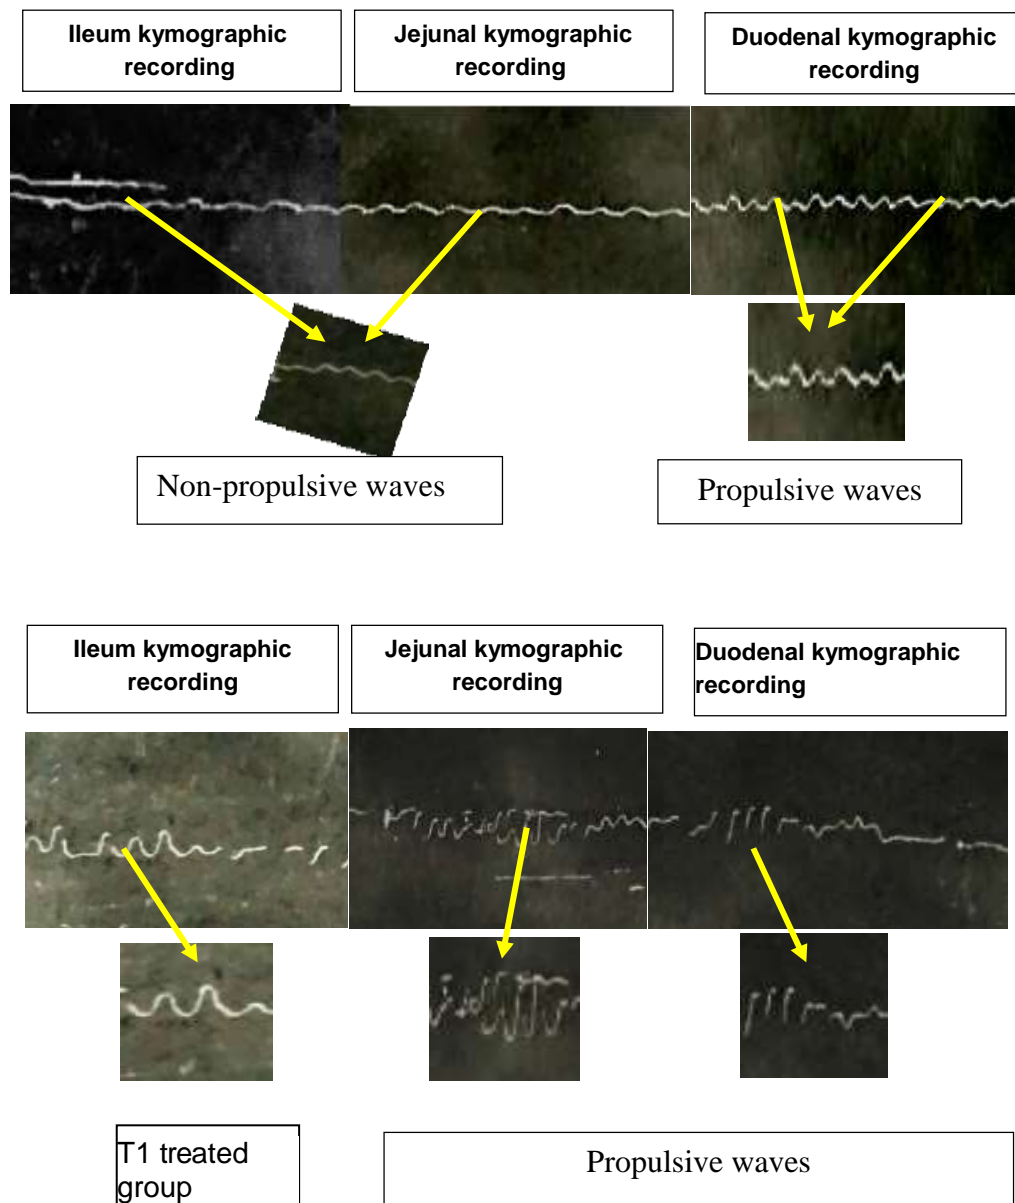 Ileum kymographic
recording
Jejunal kymographic
recording
Duodenal kymographic
recording
Non-propulsive waves
Propulsive waves
Ileum kymographic
recording
Jejunal kymographic
recording
Duodenal kymographic
recording
T1 treated
group
Propulsive waves